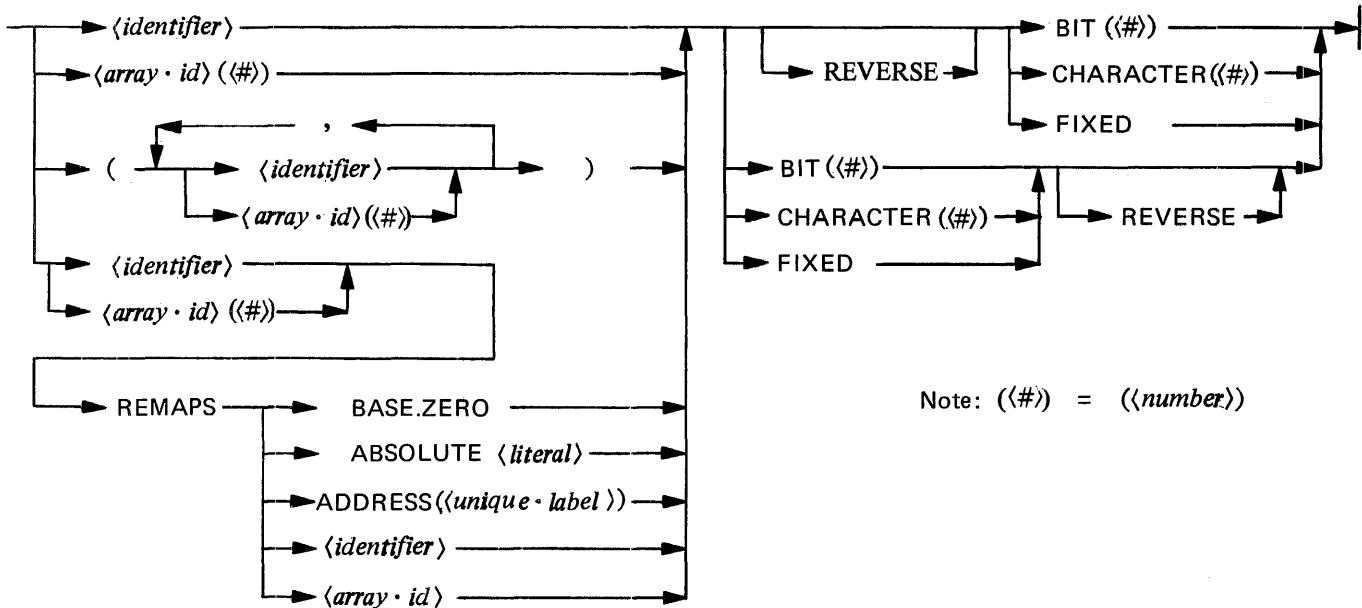 ⟨identifier⟩
⟨array · id⟩ (⟨#⟩)
,
( ⟨identifier⟩ )
⟨array · id⟩ (⟨#⟩)
⟨identifier⟩
⟨array · id⟩ (⟨#⟩)
REMAPS BASE.ZERO
ABSOLUTE ⟨literal⟩
ADDRESS(⟨unique · label⟩)
⟨identifier⟩
⟨array · id⟩
REVERSE
BIT (⟨#⟩)
CHARACTER(⟨#⟩)
FIXED
BIT (⟨#⟩)
CHARACTER (⟨#⟩)
FIXED
REVERSE
Note: (⟨#⟩) = (⟨number⟩)